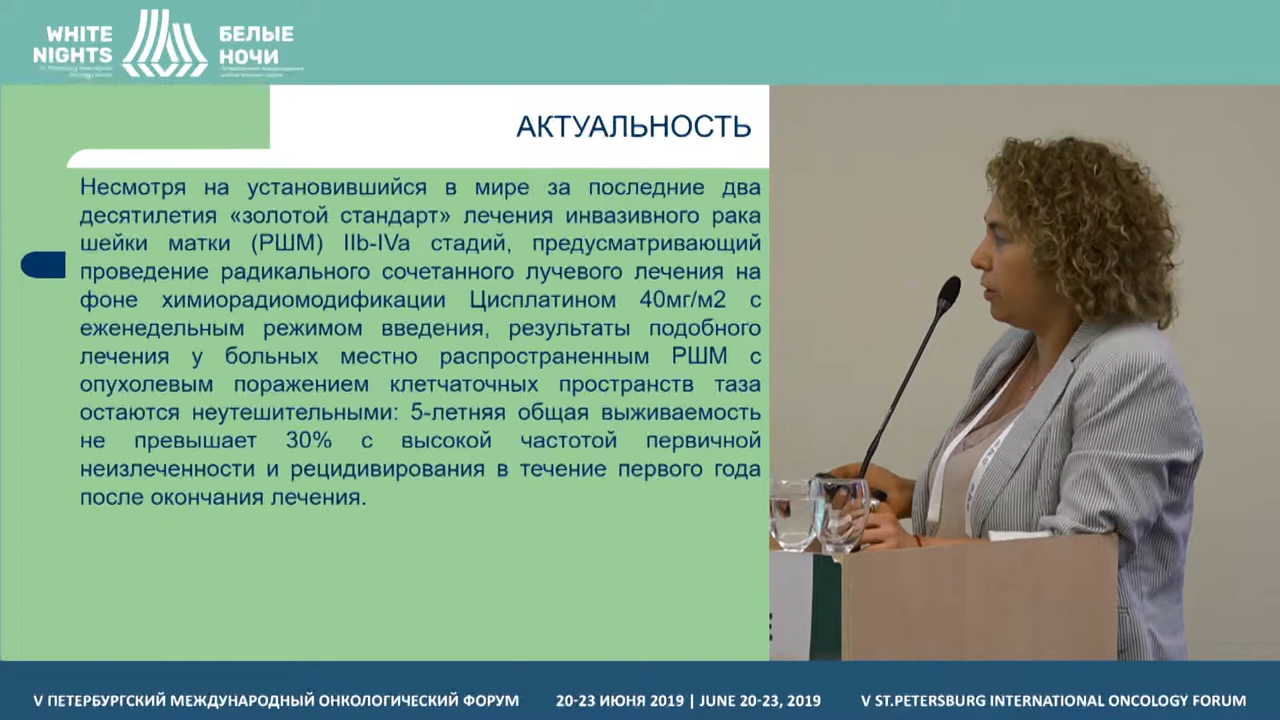 WHITE
NIGHTS
БЕЛЫЕ
НОЧИ
АКТУАЛЬНОСТЬ
Несмотря на установившийся в мире за последние два
десятилетия «золотой стандарт» лечения инвазивного рака
шейки матки (РШМ) IIb-IVa стадий, предусматривающий
проведение радикального сочетанного лучевого лечения на
фоне химиорадиомодификации Цисплатином 40мг/м2 с
еженедельным режимом введения, результаты подобного
лечения у больных местно распространенным РШМ с
опухолевым поражением клетчаточных пространств таза
остаются неутешительными: 5-летняя общая выживаемость
не превышает 30% с высокой частотой первичной
неизлеченности и рецидивирования в течение первого года
после окончания лечения.
V ПЕТЕРБУРГСКИЙ МЕЖДУНАРОДНЫЙ ОНКОЛОГИЧЕСКИЙ ФОРУМ 20-23 ИЮНЯ 2019 | JUNE 20-23, 2019 V ST.PETERSBURG INTERNATIONAL ONCOLOGY FORUM